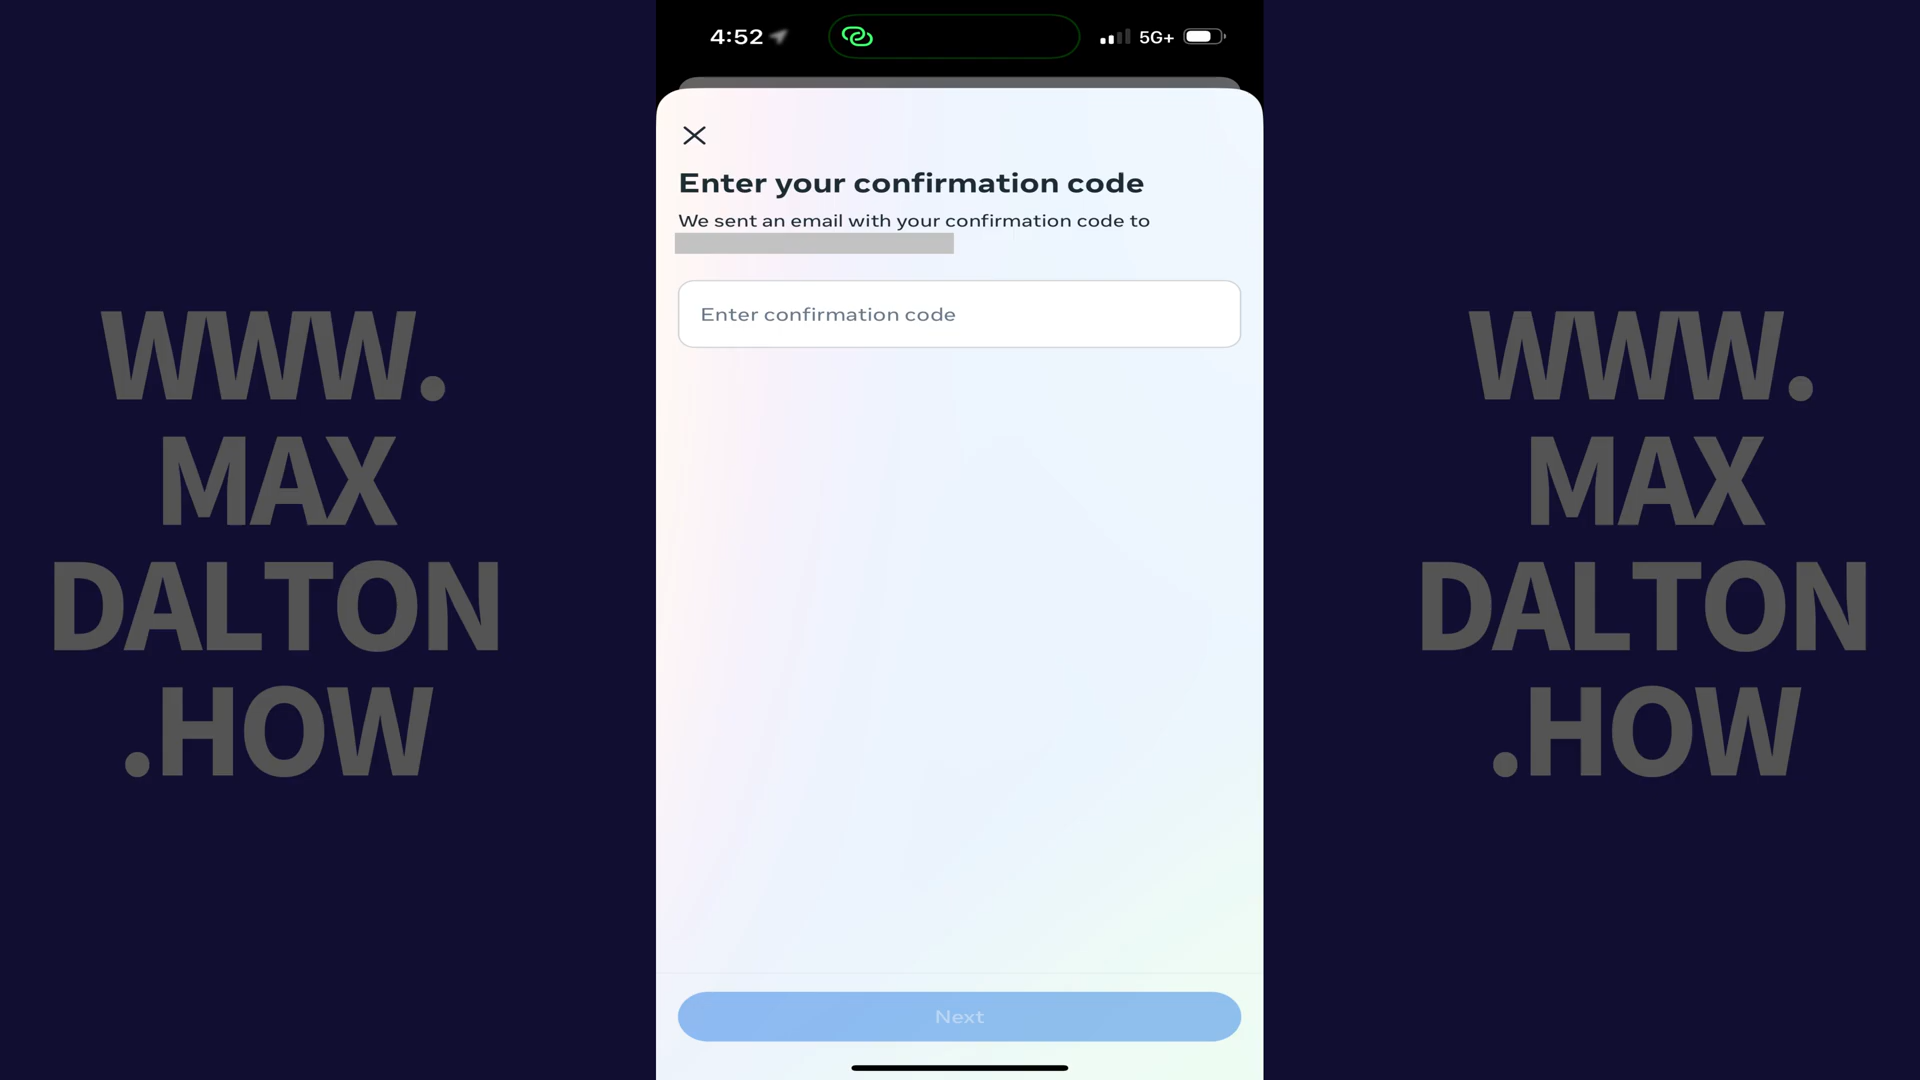 4:52
5G+
Enter your confirmation code
We sent an email with your confirmation code to
Enter confirmation code
Next
WWW.
MAX
DALTON
.HOW
WWW.
MAX
DALTON
.HOW